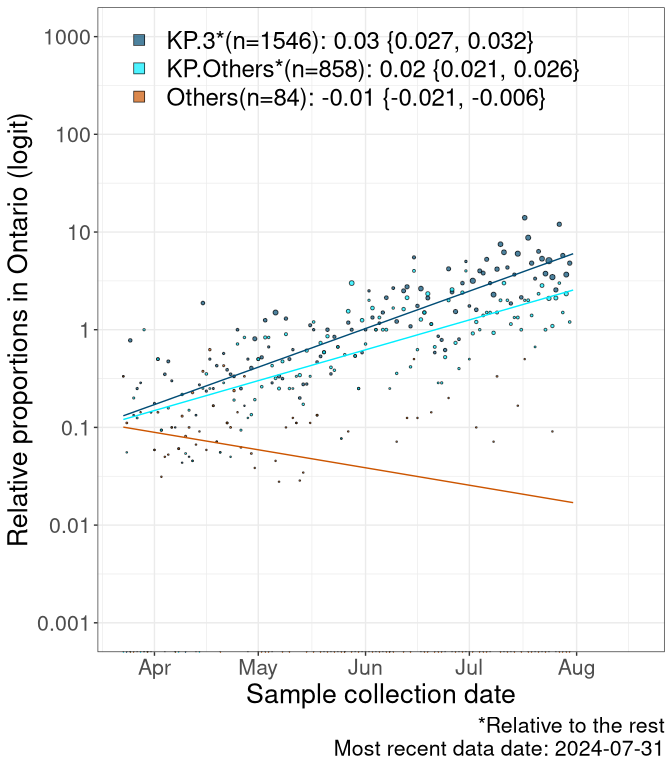 1000
100
10
1
0.1
0.01
0.001
Relative proportions in Ontario (logit)
KP.3*(n=1546): 0.03 {0.027, 0.032}
KP.Others*(n=858): 0.02 {0.021, 0.026}
Others(n=84): -0.01 {-0.021, -0.006}
Apr May Jun Jul Aug
Sample collection date
*Relative to the rest
Most recent data date: 2024-07-31